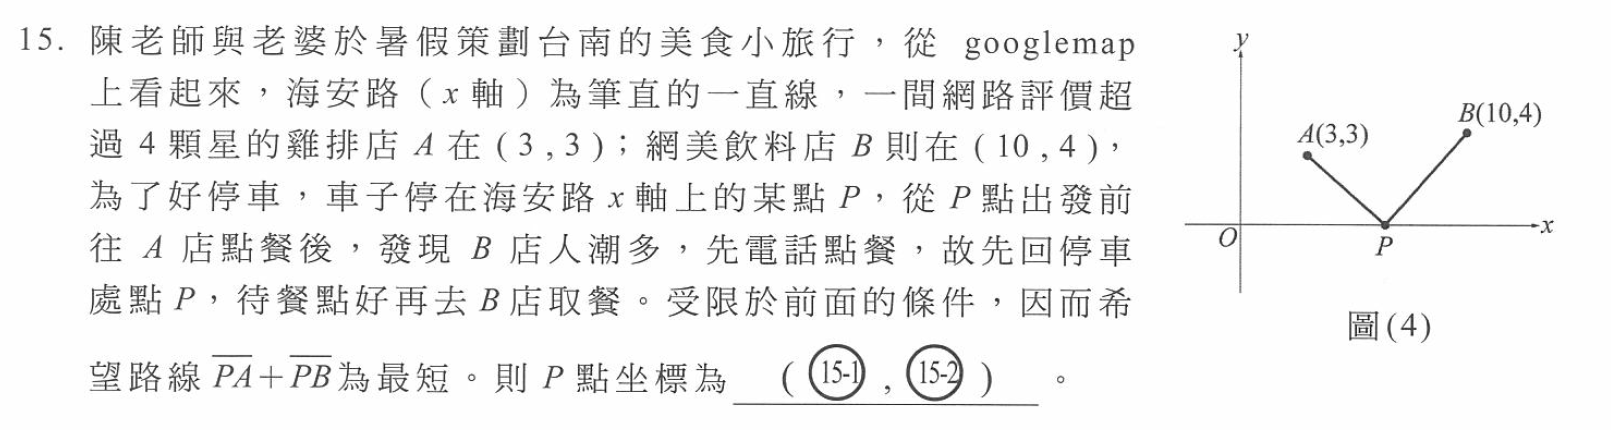 15. 陳老師與老婆於暑假策劃台南的美食小旅行，從 googlemap
上看起來，海安路（x 軸）為筆直的一直線，一間網路評價超
過 4 顆星的雞排店 A 在 (3,3)；網美飲料店 B 則在 (10,4)，
為了好停車，車子停在海安路 x 軸上的某點 P，從 P 點出發前
往 A 店點餐後，發現 B 店人潮多，先電話點餐，故先回停車
處點 P，待餐點好再去 B 店取餐。受限於前面的條件，因而希
望路線 \overline{PA}+\overline{PB} 為最短。則 P 點坐標為 ( 15-1 , 15-2 ) 。
y
B(10,4)
A(3,3)
O
P
x
圖(4)